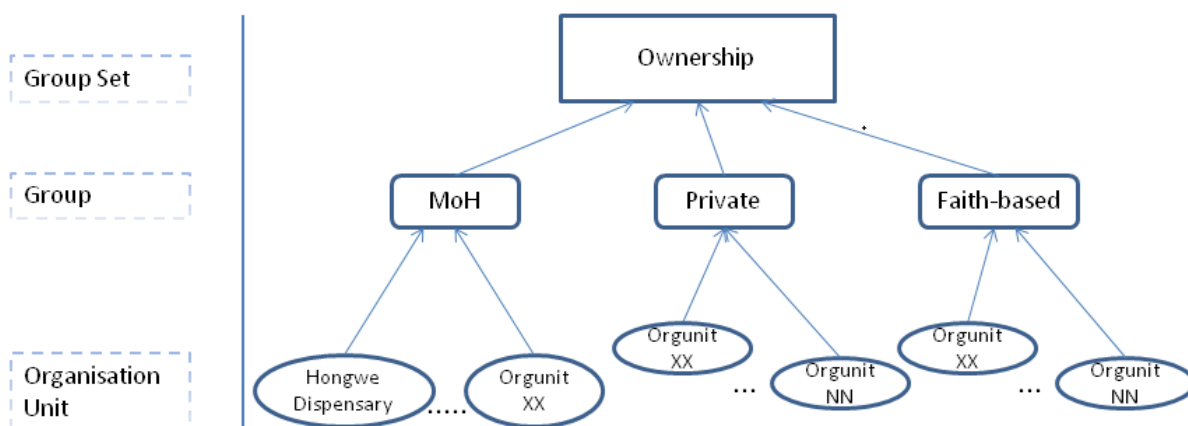 Group Set
Ownership
Group
MoH
Private
Faith-based
Organisation
Unit
Hongwe
Dispensary
.....
Orgunit
XX
Orgunit
XX
...
Orgunit
NN
Orgunit
XX
...
Orgunit
NN